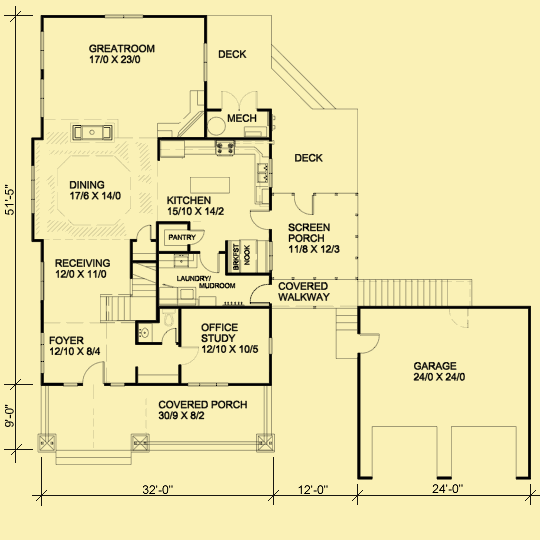 GREATROOM
17/0 X 23/0
DECK
MECH
DECK
DINING
17/6 X 14/0
KITCHEN
15/10 X 14/2
51'-5"
PANTRY
SCREEN
PORCH
11/8 X 12/3
BRKFST
NOOK
RECEIVING
12/0 X 11/0
LAUNDRY/
MUDROOM
COVERED
WALKWAY
FOYER
12/10 X 8/4
OFFICE
STUDY
12/10 X 10/5
GARAGE
24/0 X 24/0
9'-0"
COVERED PORCH
30/9 X 8/2
32'-0"
12'-0"
24'-0"